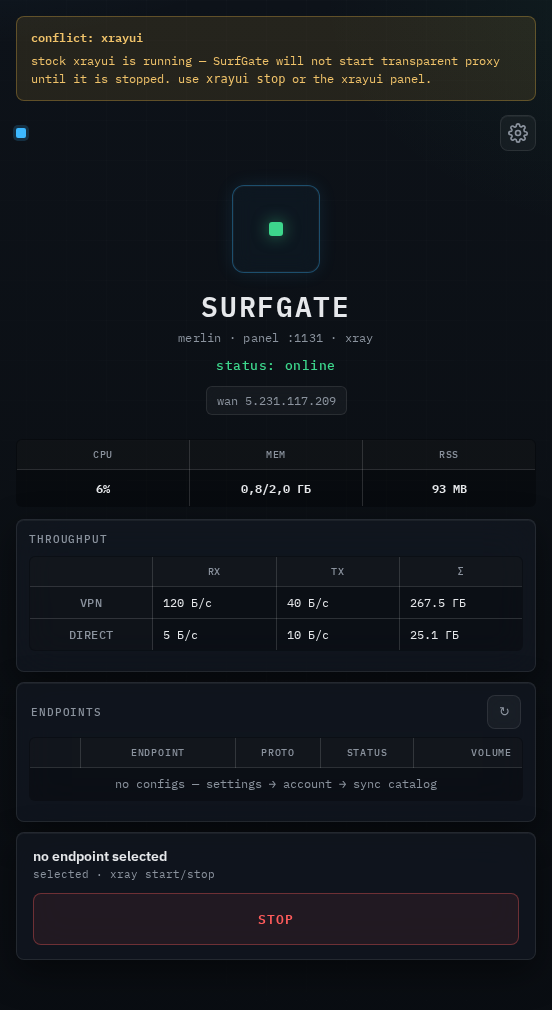 conflict: xrayui
stock xrayui is running — SurfGate will not start transparent proxy
until it is stopped. use xrayui stop or the xrayui panel.
SURFGATE
merlin · panel :1131 · xray
status: online
wan 5.231.117.209
CPU MEM RSS
6% 0,8/2,0 ГБ 93 MB
THROUGHPUT
RX TX Σ
VPN 120 Б/с 40 Б/с 267.5 ГБ
DIRECT 5 Б/с 10 Б/с 25.1 ГБ
ENDPOINTS ↻
ENDPOINT PROTO STATUS VOLUME
no configs — settings → account → sync catalog
no endpoint selected
selected · xray start/stop
STOP